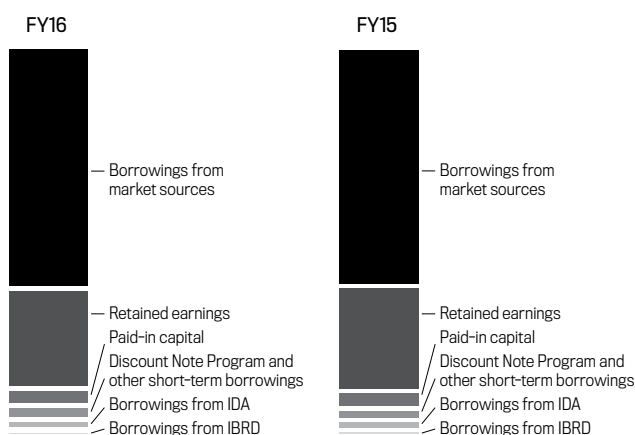 FY16
Borrowings from
market sources
Retained earnings
Paid-in capital
Discount Note Program and
other short-term borrowings
Borrowings from IDA
Borrowings from IBRD
FY15
Borrowings from
market sources
Retained earnings
Paid-in capital
Discount Note Program and
other short-term borrowings
Borrowings from IDA
Borrowings from IBRD